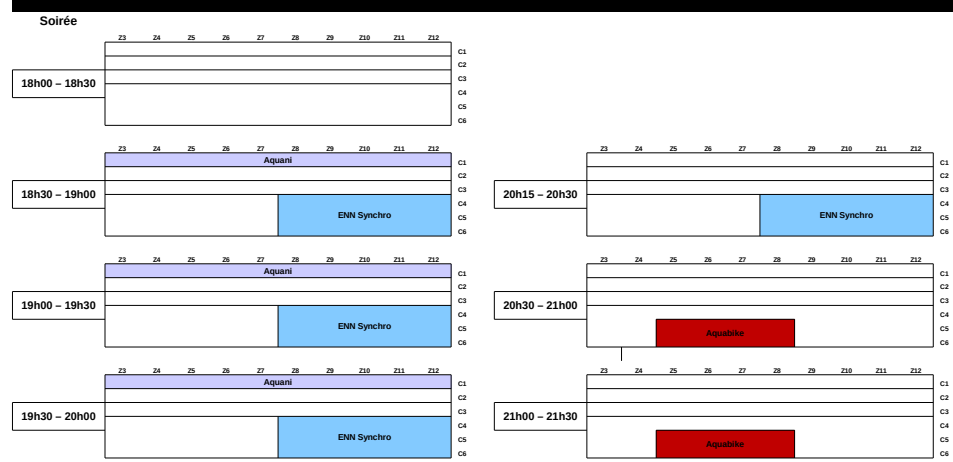 Soirée
Z3 Z4 Z5 Z6 Z7 Z8 Z9 Z10 Z11 Z12
C1
C2
18h00 – 18h30
C3
C4
C5
C6
Z3 Z4 Z5 Z6 Z7 Z8 Z9 Z10 Z11 Z12
Aquani
C1
C2
18h30 – 19h00
C3
C4
ENN Synchro
C5
C6
Z3 Z4 Z5 Z6 Z7 Z8 Z9 Z10 Z11 Z12
Aquani
C1
C2
19h00 – 19h30
C3
C4
ENN Synchro
C5
C6
Z3 Z4 Z5 Z6 Z7 Z8 Z9 Z10 Z11 Z12
Aquani
C1
C2
19h30 – 20h00
C3
C4
ENN Synchro
C5
C6
Z3 Z4 Z5 Z6 Z7 Z8 Z9 Z10 Z11 Z12
C1
C2
20h15 – 20h30
C3
C4
ENN Synchro
C5
C6
Z3 Z4 Z5 Z6 Z7 Z8 Z9 Z10 Z11 Z12
C1
C2
20h30 – 21h00
C3
C4
Aquabike
C5
C6
Z3 Z4 Z5 Z6 Z7 Z8 Z9 Z10 Z11 Z12
C1
C2
21h00 – 21h30
C3
C4
Aquabike
C5
C6